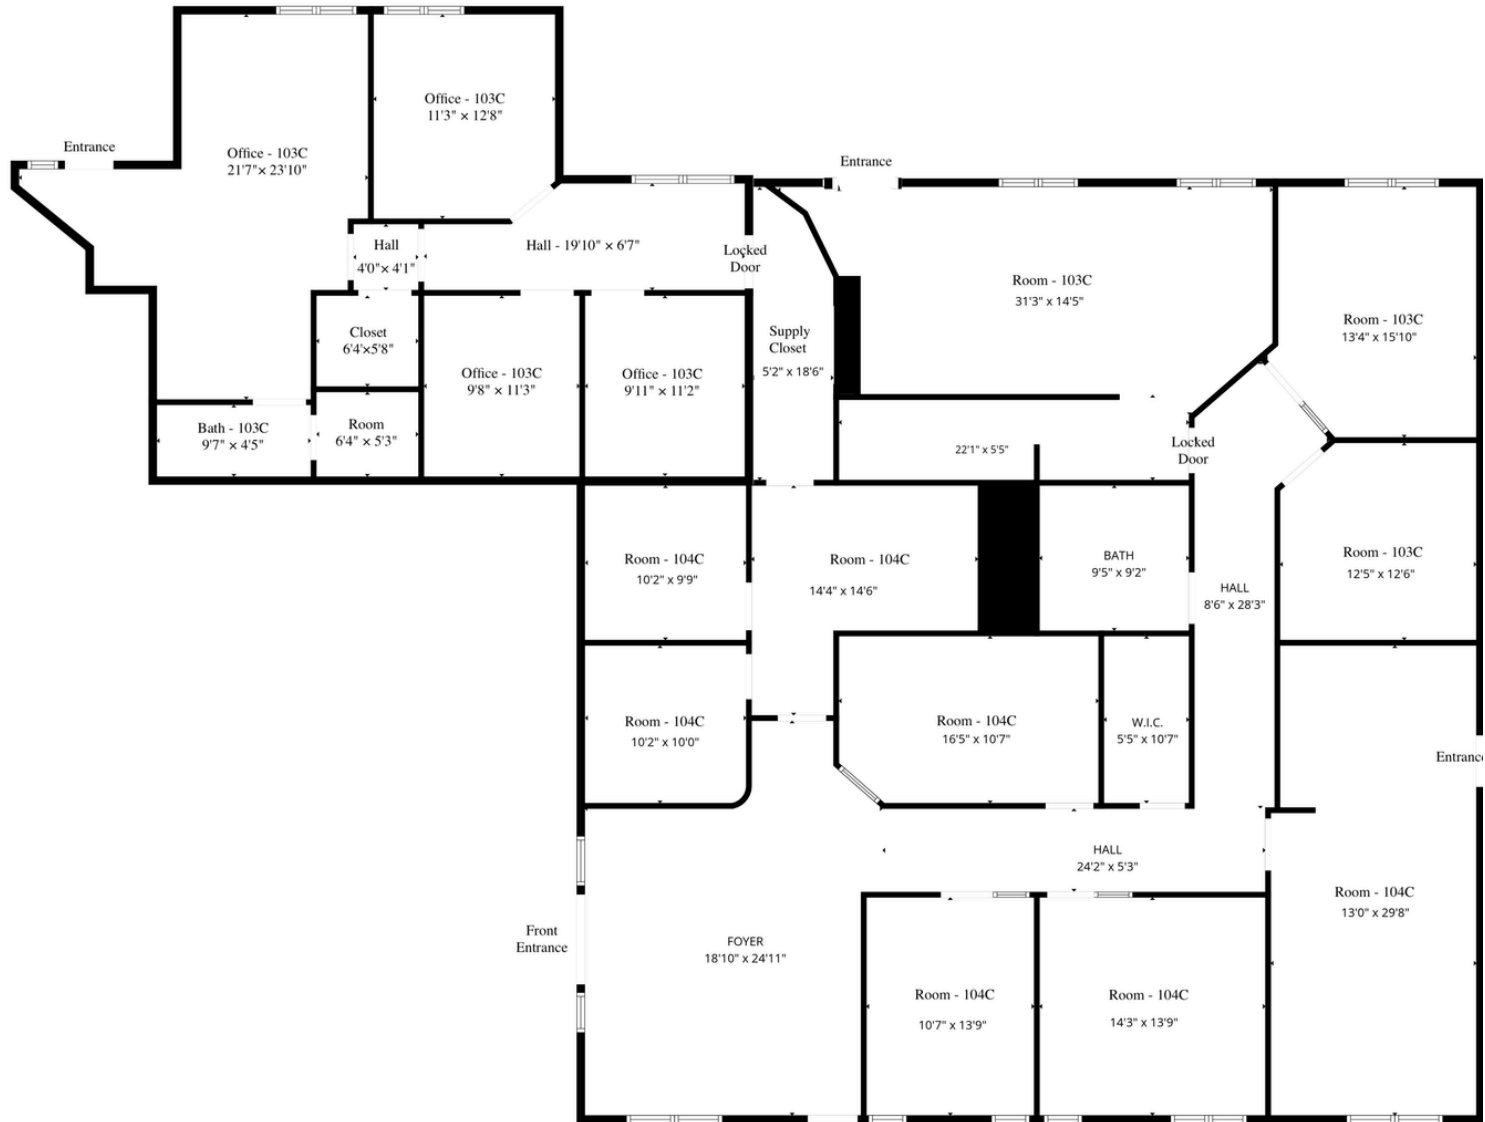 Office - 103C
11'3" × 12'8"
Entrance
Office - 103C
21'7"× 23'10"
Entrance
Hall
4'0"× 4'1"
Hall - 19'10" × 6'7"
Locked
Door
Room - 103C
31'3" x 14'5"
Room - 103C
13'4" x 15'10"
Closet
6'4'×5'8"
Supply
Closet
5'2" x 18'6"
Office - 103C
9'8" × 11'3"
Office - 103C
9'11" × 11'2"
Bath - 103C
9'7" × 4'5"
Room
6'4" × 5'3"
22'1" x 5'5"
Locked
Door
Room - 104C
10'2" x 9'9"
Room - 104C
14'4" x 14'6"
BATH
9'5" x 9'2"
HALL
8'6" x 28'3"
Room - 103C
12'5" x 12'6"
Room - 104C
10'2" x 10'0"
Room - 104C
16'5" x 10'7"
W.I.C.
5'5" x 10'7"
Entrance
HALL
24'2" x 5'3"
Room - 104C
13'0" x 29'8"
Front
Entrance
FOYER
18'10" x 24'11"
Room - 104C
10'7" x 13'9"
Room - 104C
14'3" x 13'9"